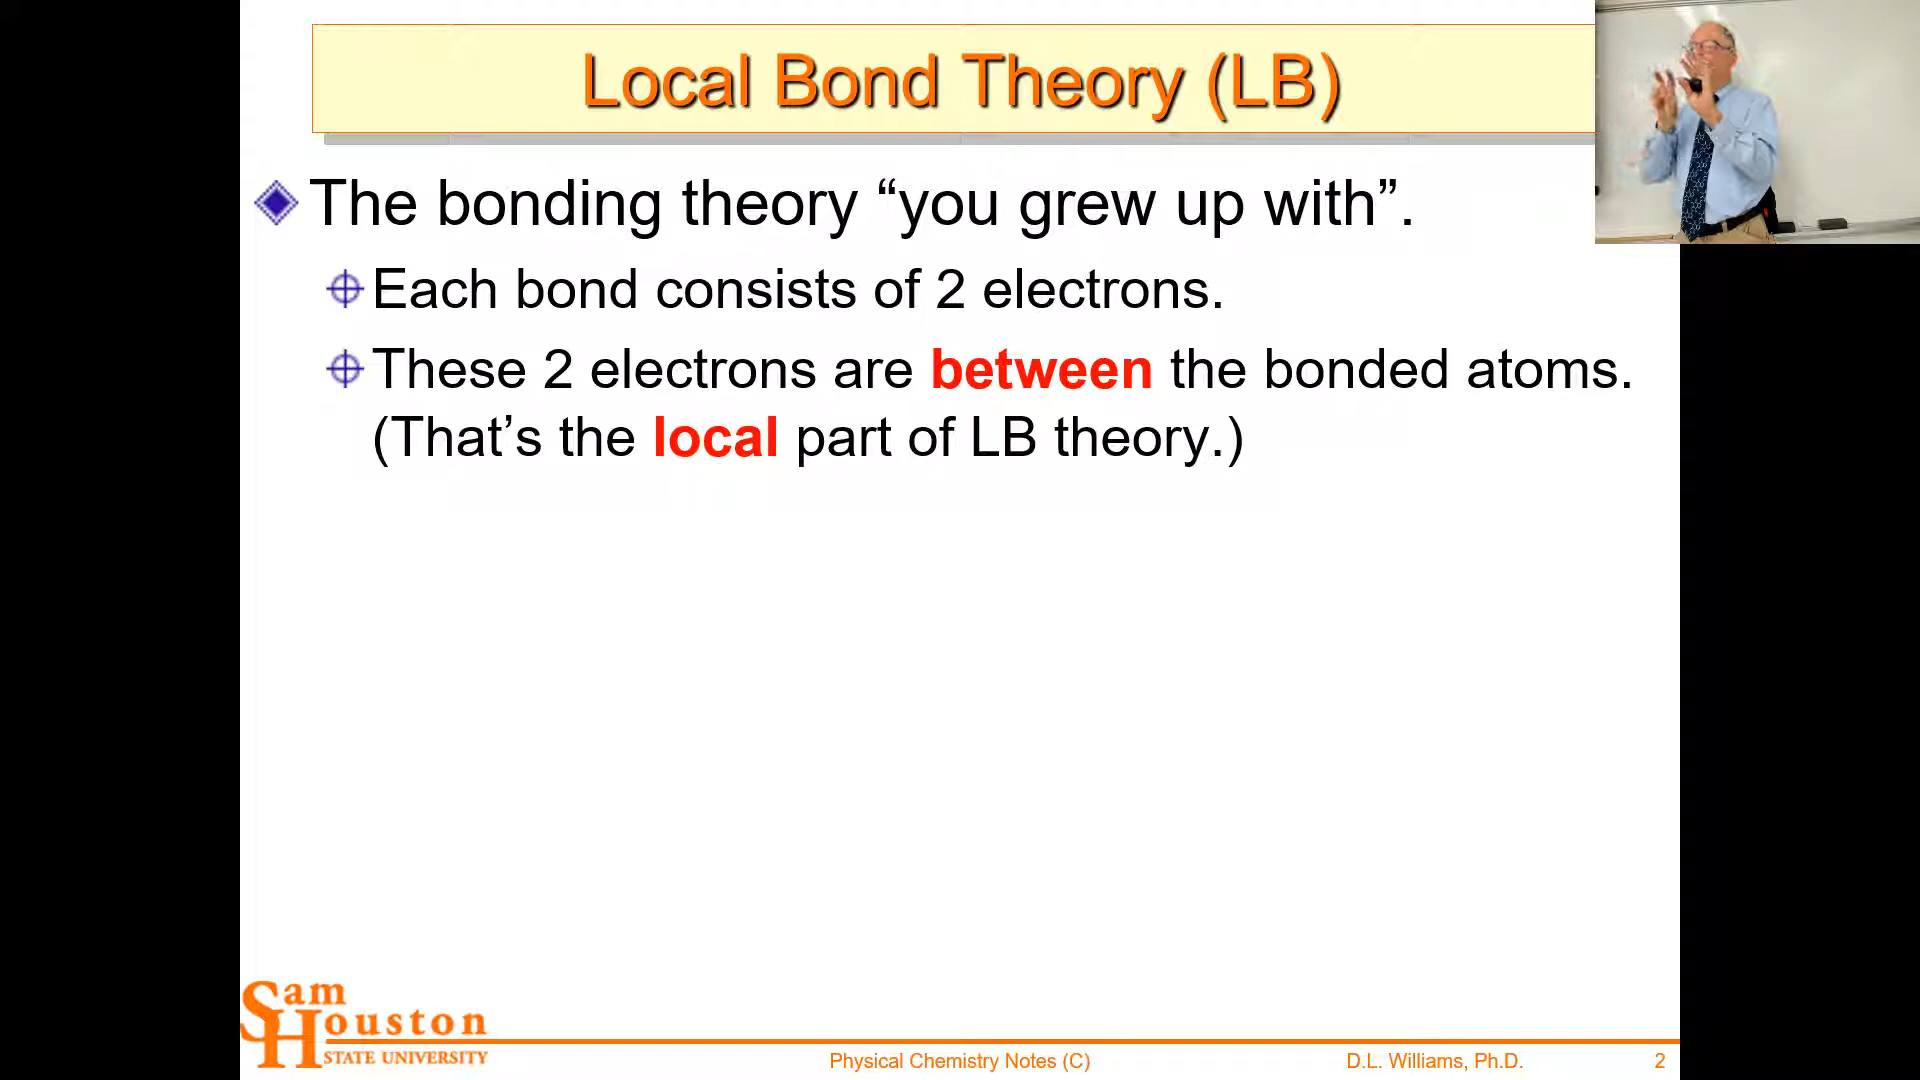 Local Bond Theory (LB)
The bonding theory “you grew up with”.
Each bond consists of 2 electrons.
These 2 electrons are between the bonded atoms.
(That’s the local part of LB theory.)
Sam
Houston
STATE UNIVERSITY
Physical Chemistry Notes (C)
D.L. Williams, Ph.D.
2